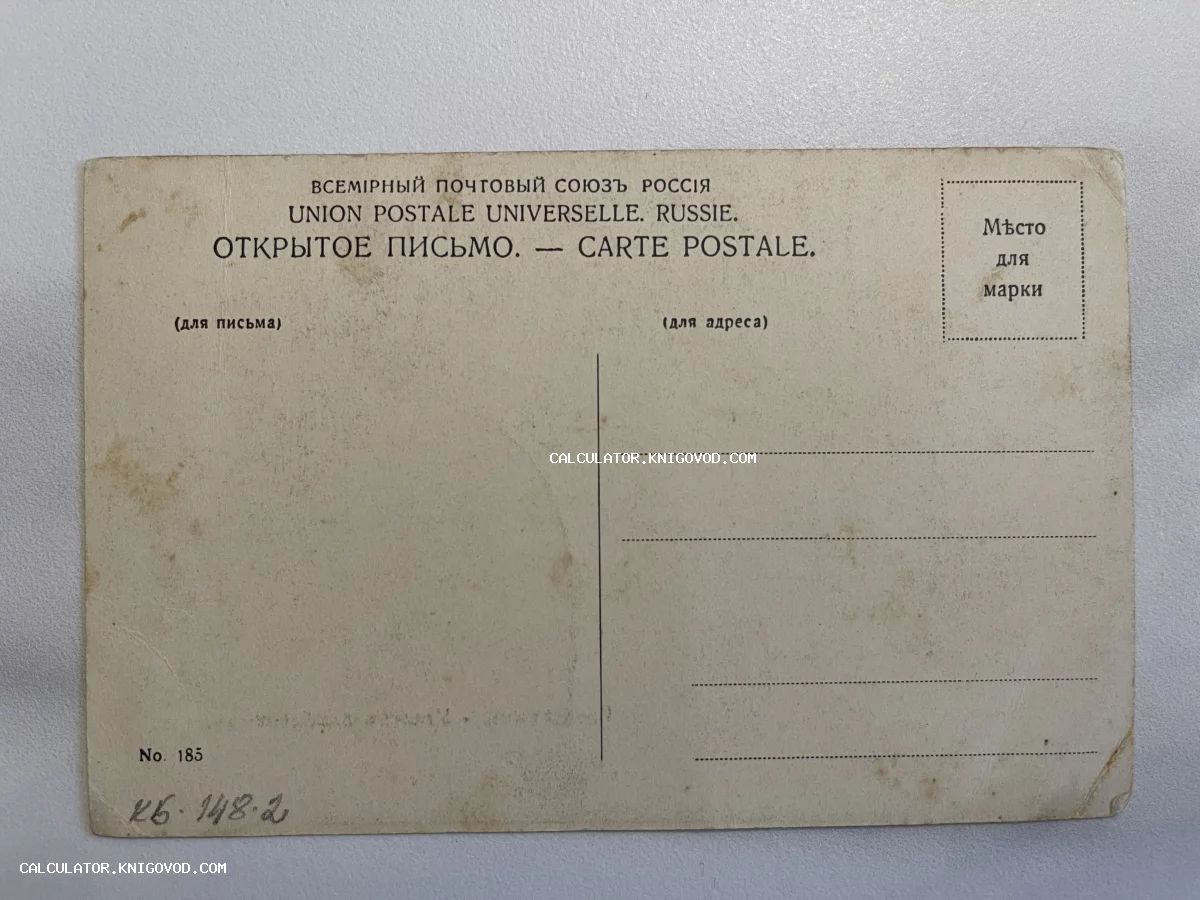 ВСЕМІРНЫЙ ПОЧТОВЫЙ СОЮЗЪ РОССІЯ
UNION POSTALE UNIVERSELLE. RUSSIE.
ОТКРЫТОЕ ПИСЬМО. — CARTE POSTALE.
Мѣсто
для
марки
(для письма)
(для адреса)
CALCULATOR.KNIGOVOD.COM
No. 185
КБ-148-2
CALCULATOR.KNIGOVOD.COM